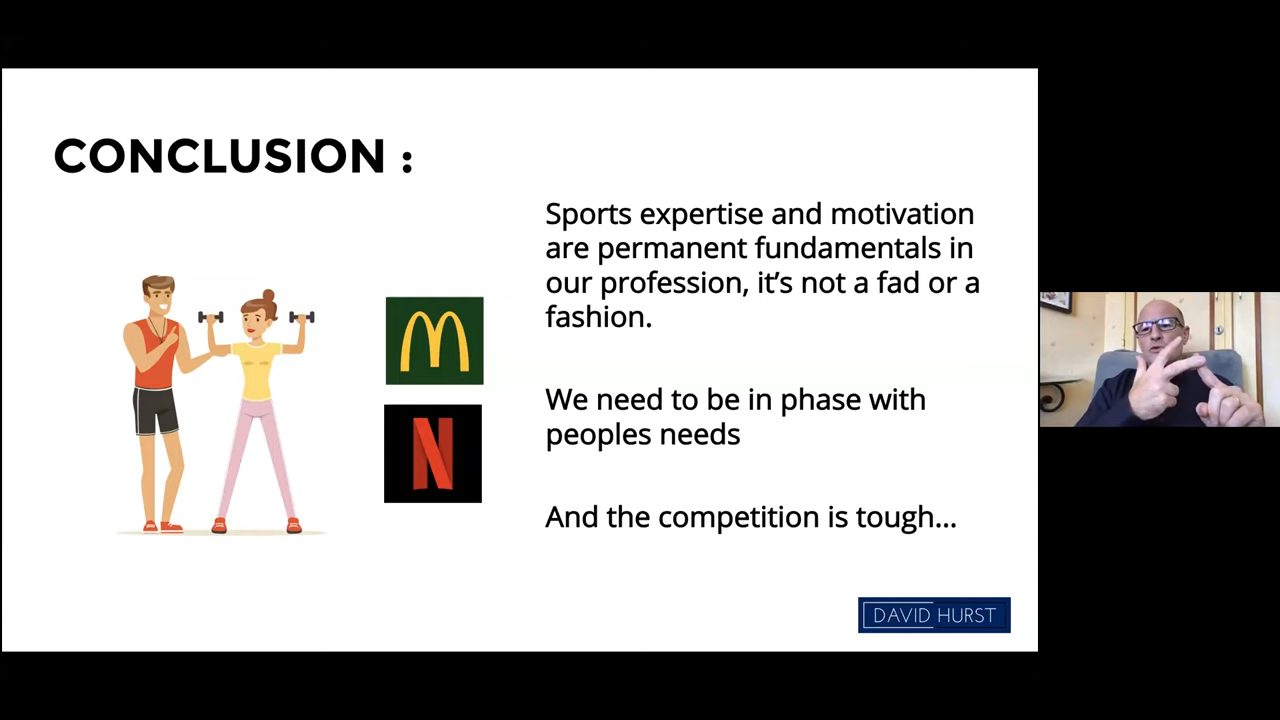 CONCLUSION :
Sports expertise and motivation
are permanent fundamentals in
our profession, it’s not a fad or a
fashion.
We need to be in phase with
peoples needs
And the competition is tough...
DAVID HURST